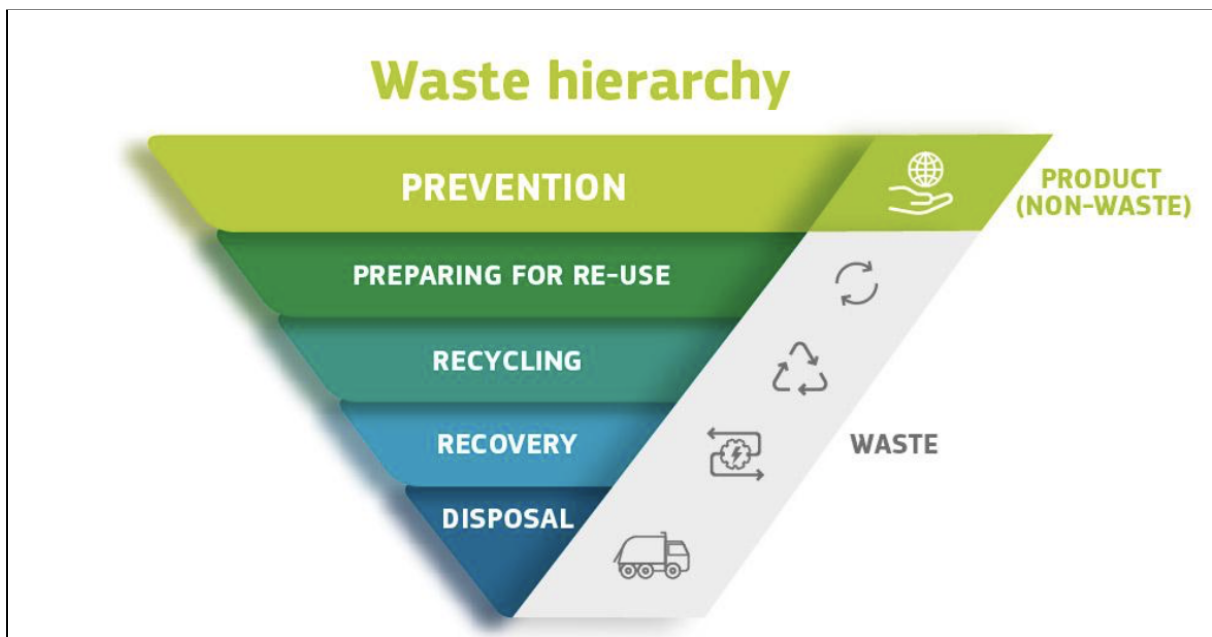 Waste hierarchy
PREVENTION
PRODUCT
(NON-WASTE)
PREPARING FOR RE-USE
RECYCLING
RECOVERY
WASTE
DISPOSAL